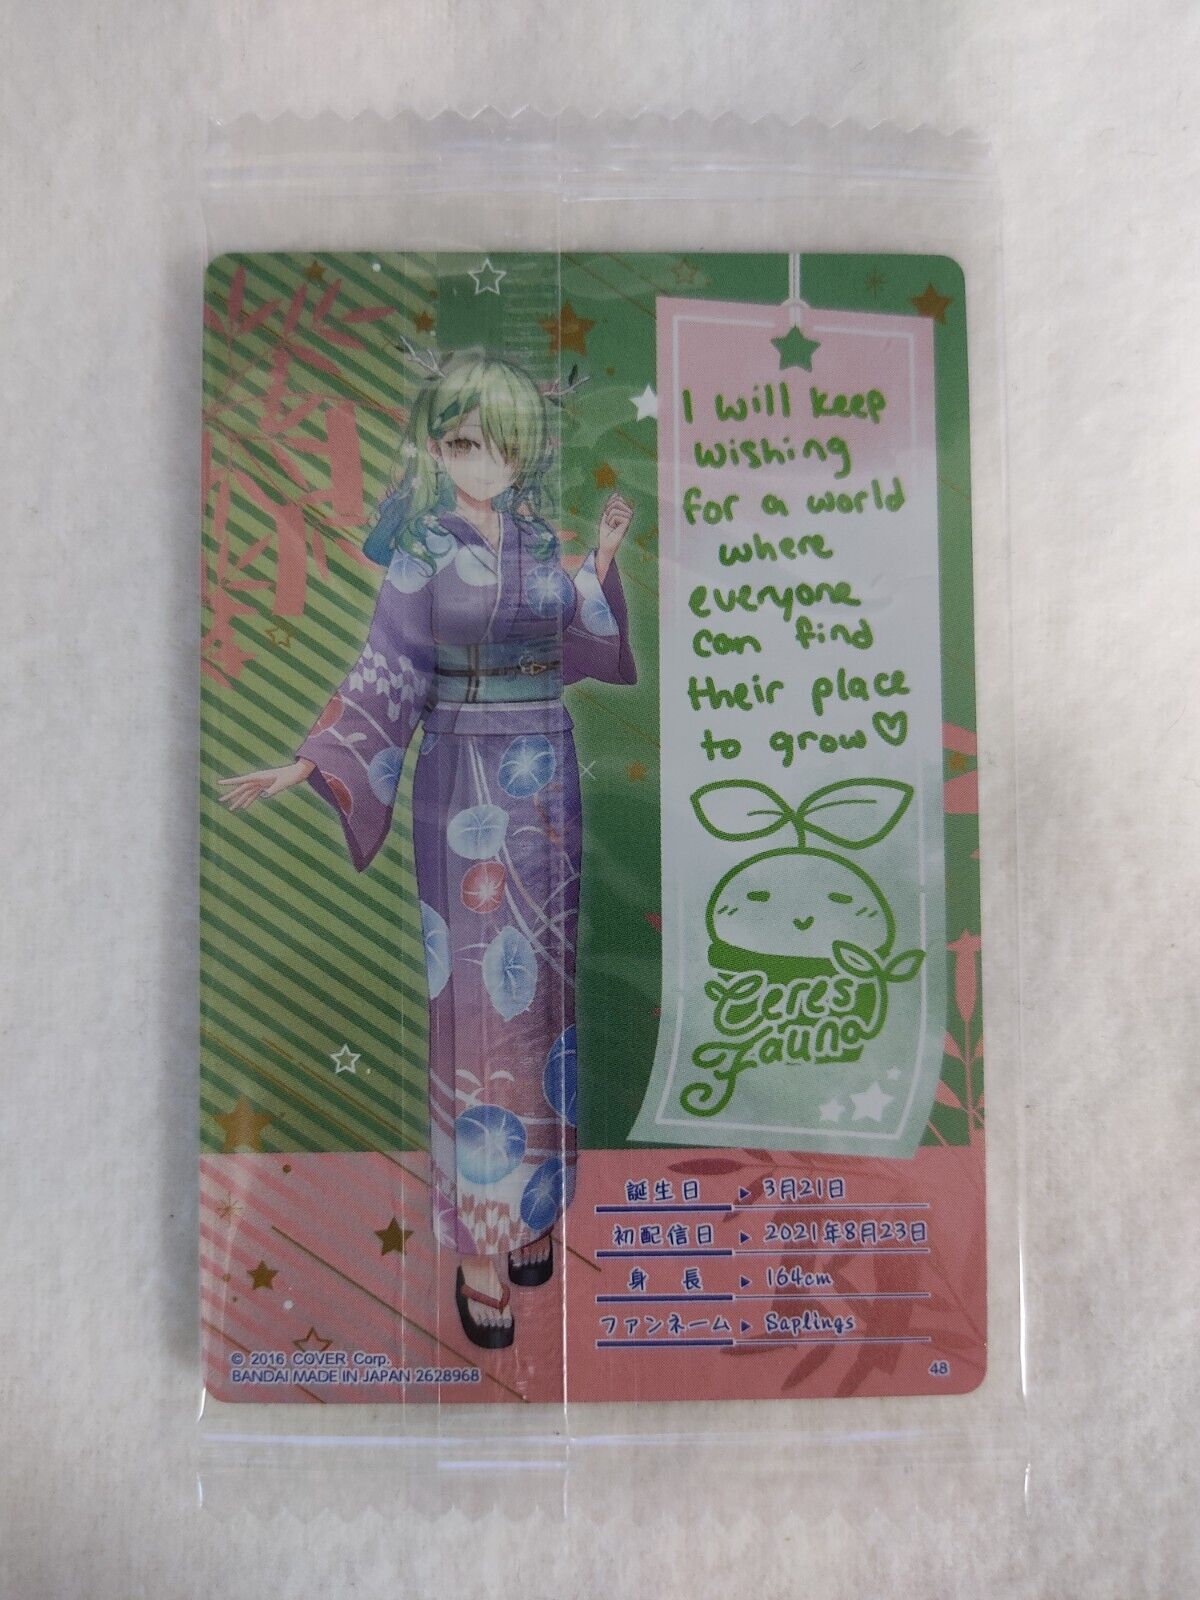 I will keep
wishing
for a world
where
everyone
can find
their place
to grow♡
Ceres
Fauna
誕生日 ▶ 3月21日
初配信日 ▶ 2021年8月23日
身長 ▶ 164cm
ファンネーム ▶ Saplings
© 2016 COVER Corp.
BANDAI MADE IN JAPAN 2628968
48